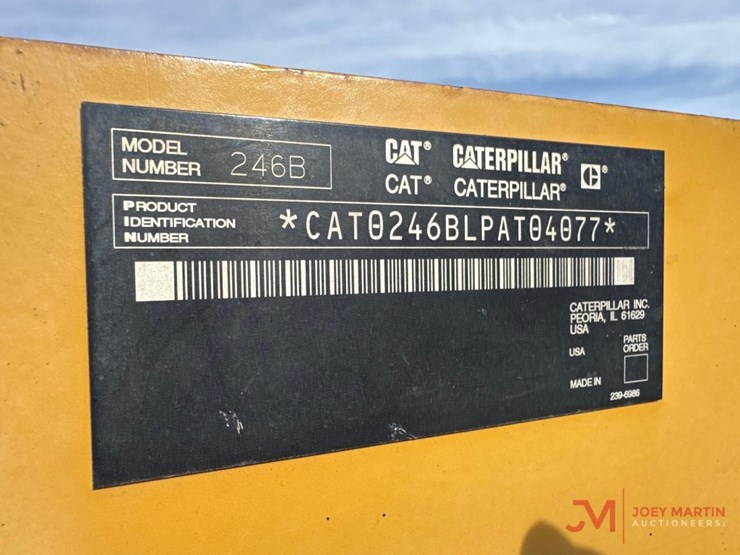 MODEL
NUMBER 246B
CAT® CATERPILLAR®
CAT® CATERPILLAR® C®
PRODUCT
IDENTIFICATION
NUMBER
*CAT0246BLPAT04077*
CATERPILLAR INC.
PEORIA, IL 61629
USA
USA
PARTS
ORDER
MADE IN
239-6986
JM JOEY MARTIN
AUCTIONEERS